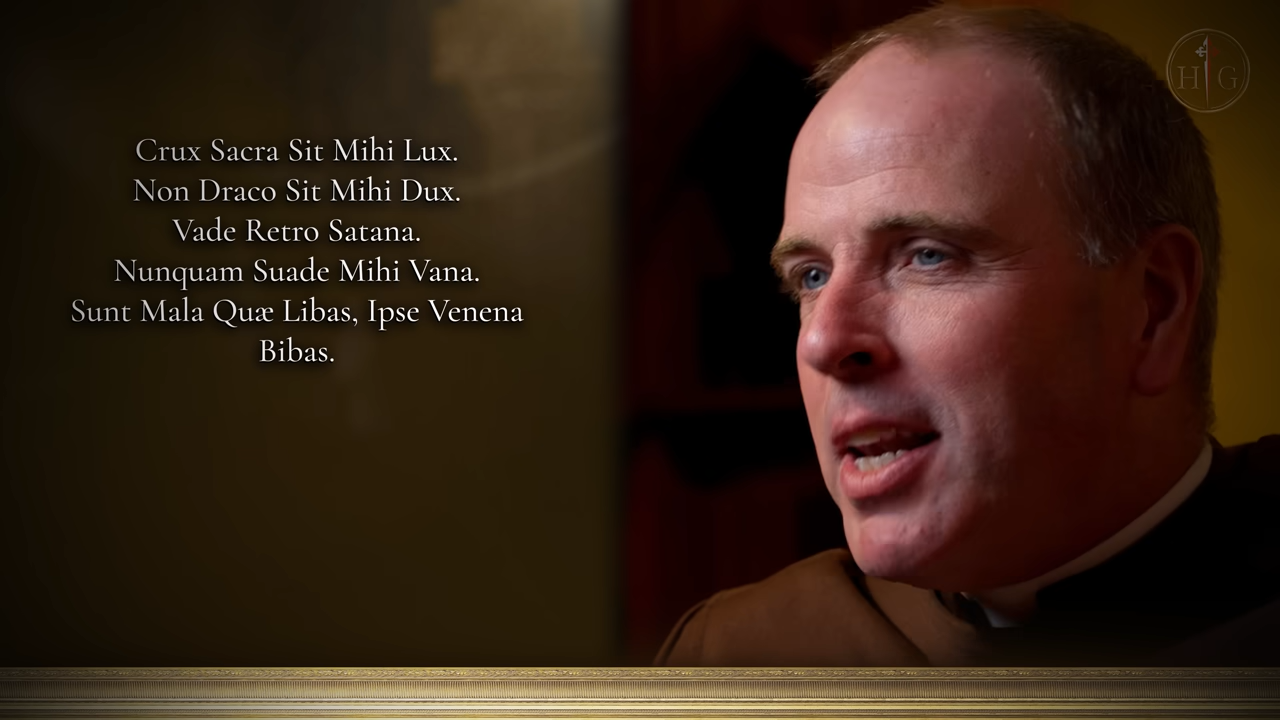 Crux Sacra Sit Mihi Lux.
Non Draco Sit Mihi Dux.
Vade Retro Satana.
Nunquam Suade Mihi Vana.
Sunt Mala Quæ Libas, Ipse Venena
Bibas.
H G